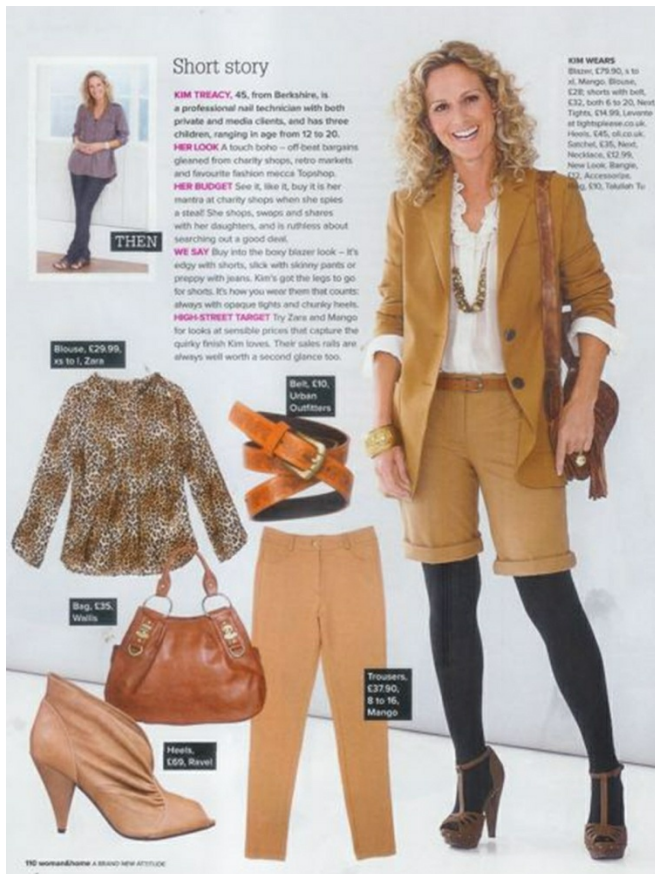 Short story
KIM TREACY, 45, from Berkshire, is
a professional nail technician with both
private and media clients, and has three
children, ranging in age from 12 to 20.
HER LOOK A touch boho – off-beat bargains
gleaned from charity shops, retro markets
and favourite fashion mecca Topshop.
HER BUDGET See it, like it, buy it is her
mantra at charity shops when she spies
a steal! She shops, swaps and shares
with her daughters, and is ruthless about
searching out a good deal.
WE SAY Buy into the boxy blazer look – it's
edgy with shorts, slick with skinny pants or
preppy with jeans. Kim's got the legs to go
for shorts. It's how you wear them that counts:
always with opaque tights and chunky heels.
HIGH-STREET TARGET Try Zara and Mango
for looks at sensible prices that capture the
quirky finish Kim loves. Their sales rails are
always well worth a second glance too.
THEN
KIM WEARS
Blazer, £79.90, s to
xl, Mango. Blouse,
£28; shorts with belt,
£32, both 6 to 20, Next
Tights, £14.99, Levante
at tightsplease.co.uk.
Heels, £45, oli.co.uk.
Satchel, £35, Next.
Necklace, £12.99,
New Look. Bangle,
£12, Accessorize.
£10, Tallulah Tu
Blouse, £29.99,
xs to l, Zara
Belt, £10,
Urban
Outfitters
Bag, £35,
Wallis
Trousers,
£37.90,
8 to 16,
Mango
Heels,
£69, Ravel
110 woman&home A BRAND NEW ATTITUDE